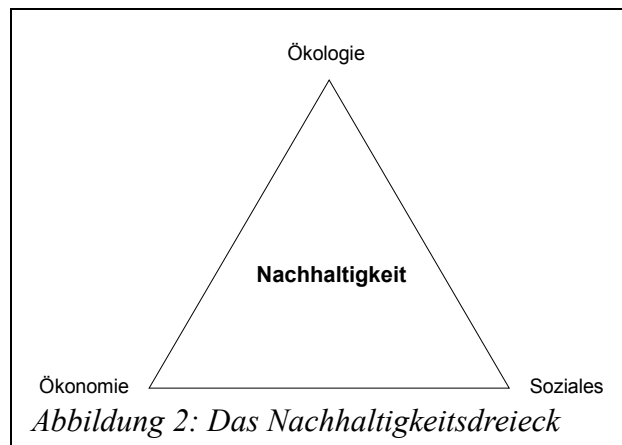 Ökologie
Nachhaltigkeit
Ökonomie Soziales
Abbildung 2: Das Nachhaltigkeitsdreieck